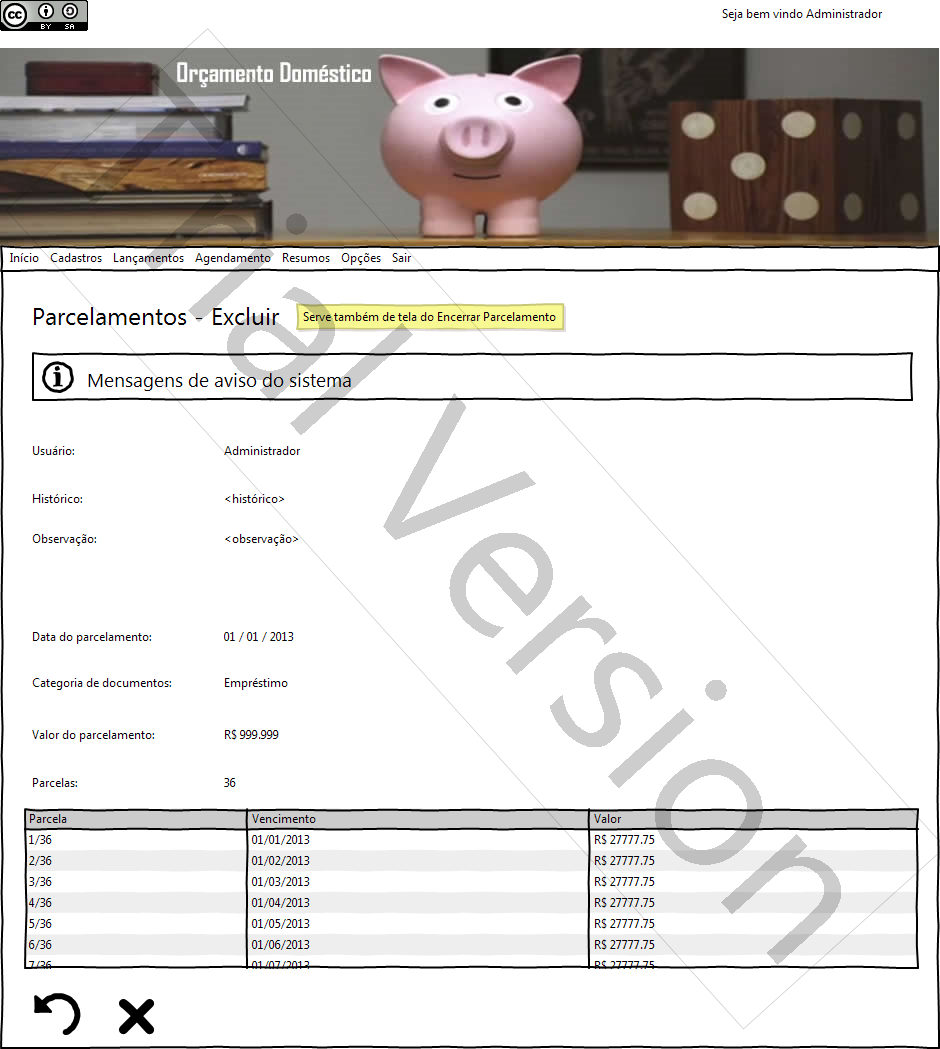 cc BY SA
Seja bem vindo Administrador
Orçamento Doméstico
Início Cadastros Lançamentos Agendamento Resumos Opções Sair
Parcelamentos - Excluir
Serve também de tela do Encerrar Parcelamento
Mensagens de aviso do sistema
Usuário: Administrador
Histórico: <histórico>
Observação: <observação>
Data do parcelamento: 01 / 01 / 2013
Categoria de documentos: Empréstimo
Valor do parcelamento: R$ 999.999
Parcelas: 36
Parcela Vencimento Valor
1/36 01/01/2013 R$ 27777.75
2/36 01/02/2013 R$ 27777.75
3/36 01/03/2013 R$ 27777.75
4/36 01/04/2013 R$ 27777.75
5/36 01/05/2013 R$ 27777.75
6/36 01/06/2013 R$ 27777.75
7/36 01/07/2013 R$ 27777.75
Trial Version